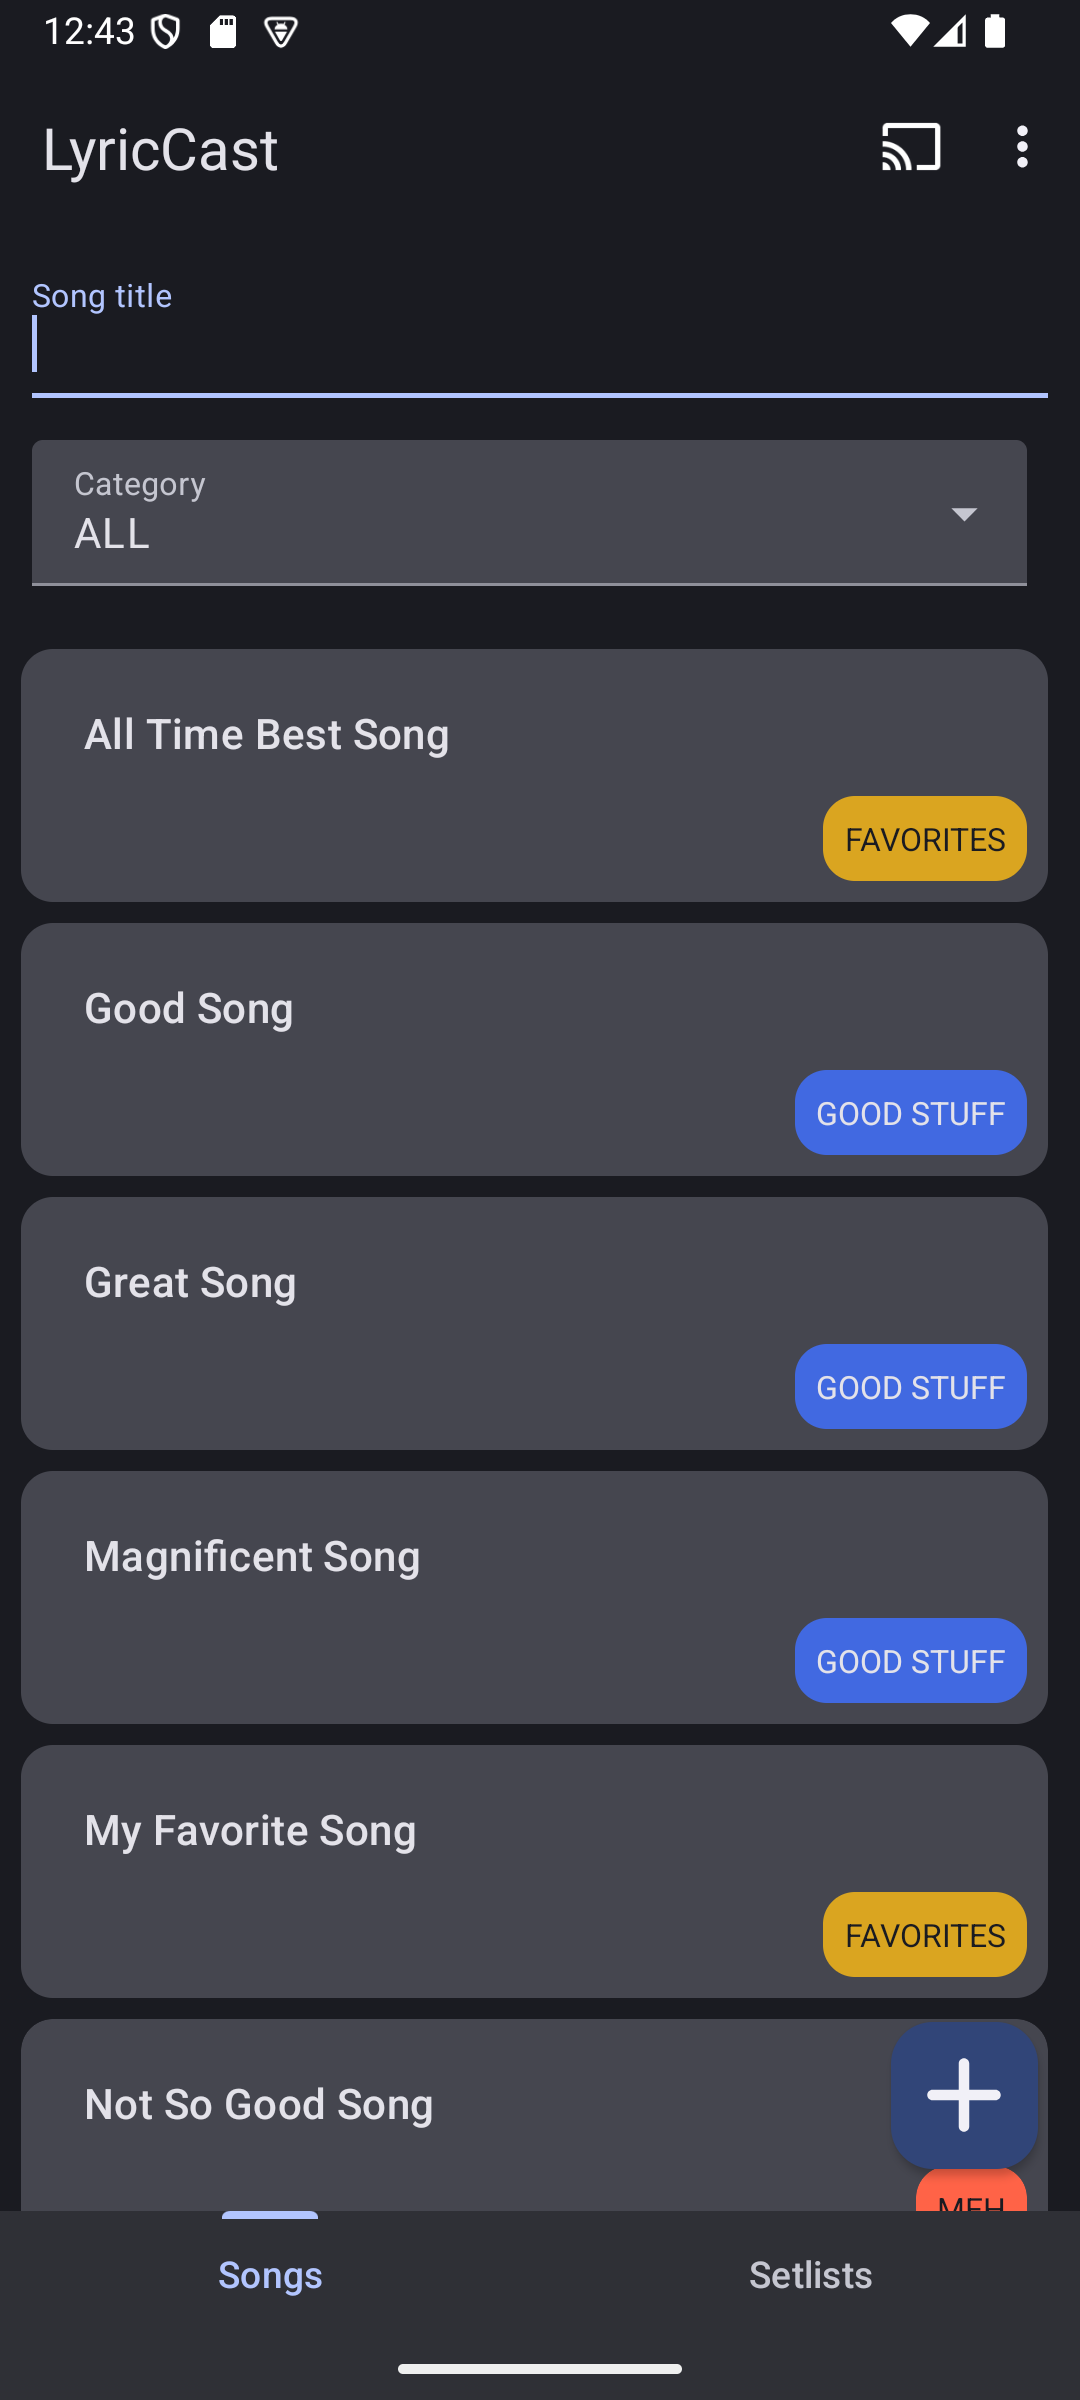 12:43
LyricCast
Song title
Category
ALL
All Time Best Song
FAVORITES
Good Song
GOOD STUFF
Great Song
GOOD STUFF
Magnificent Song
GOOD STUFF
My Favorite Song
FAVORITES
Not So Good Song
MEH
Songs
Setlists